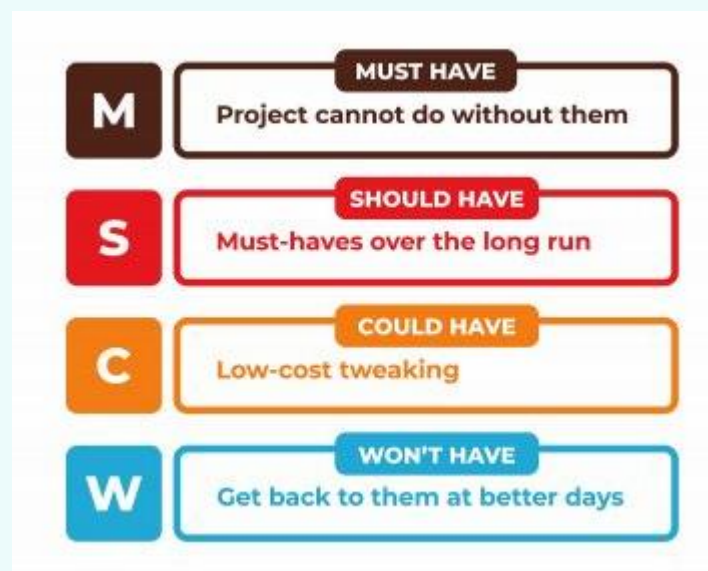 MUST HAVE
M
Project cannot do without them
SHOULD HAVE
S
Must-haves over the long run
COULD HAVE
C
Low-cost tweaking
WON'T HAVE
W
Get back to them at better days